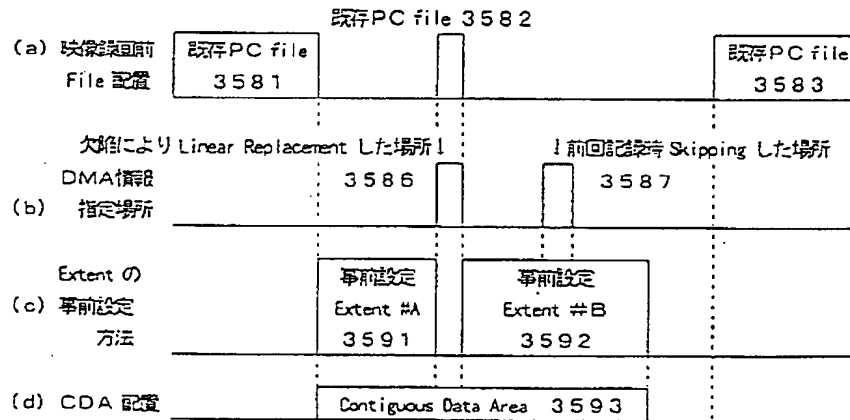 既存PC file 3582
(a) 映像録画前 既存PC file 既存PC file
File 配置 3581 3583
欠陥により Linear Replacement した場所↓ ↓前回記録時 Skipping した場所
DMA情報 3586 3587
(b) 指定場所
Extent の 事前設定 事前設定
(c) 事前設定 Extent #A Extent #B
方法 3591 3592
(d) CDA 配置 Contiguous Data Area 3593